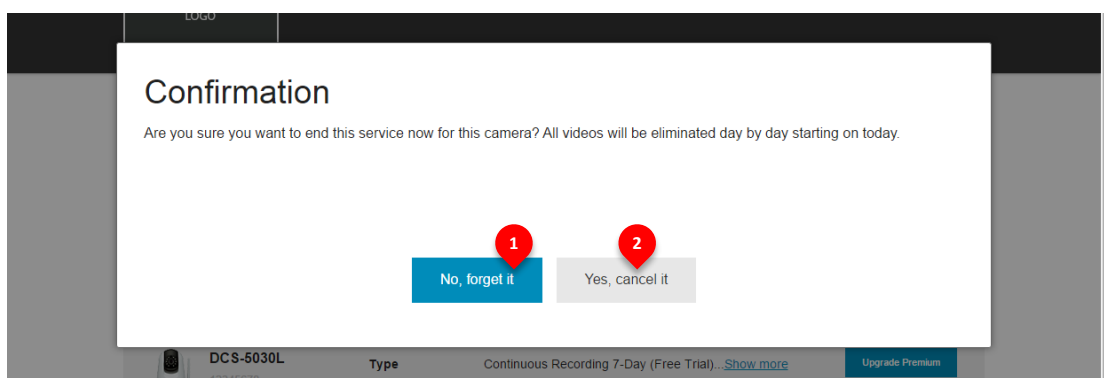 LOGO
Confirmation
Are you sure you want to end this service now for this camera? All videos will be eliminated day by day starting on today.
1 2
No, forget it Yes, cancel it
DCS-5030L Type Continuous Recording 7-Day (Free Trial)...Show more Upgrade Premium